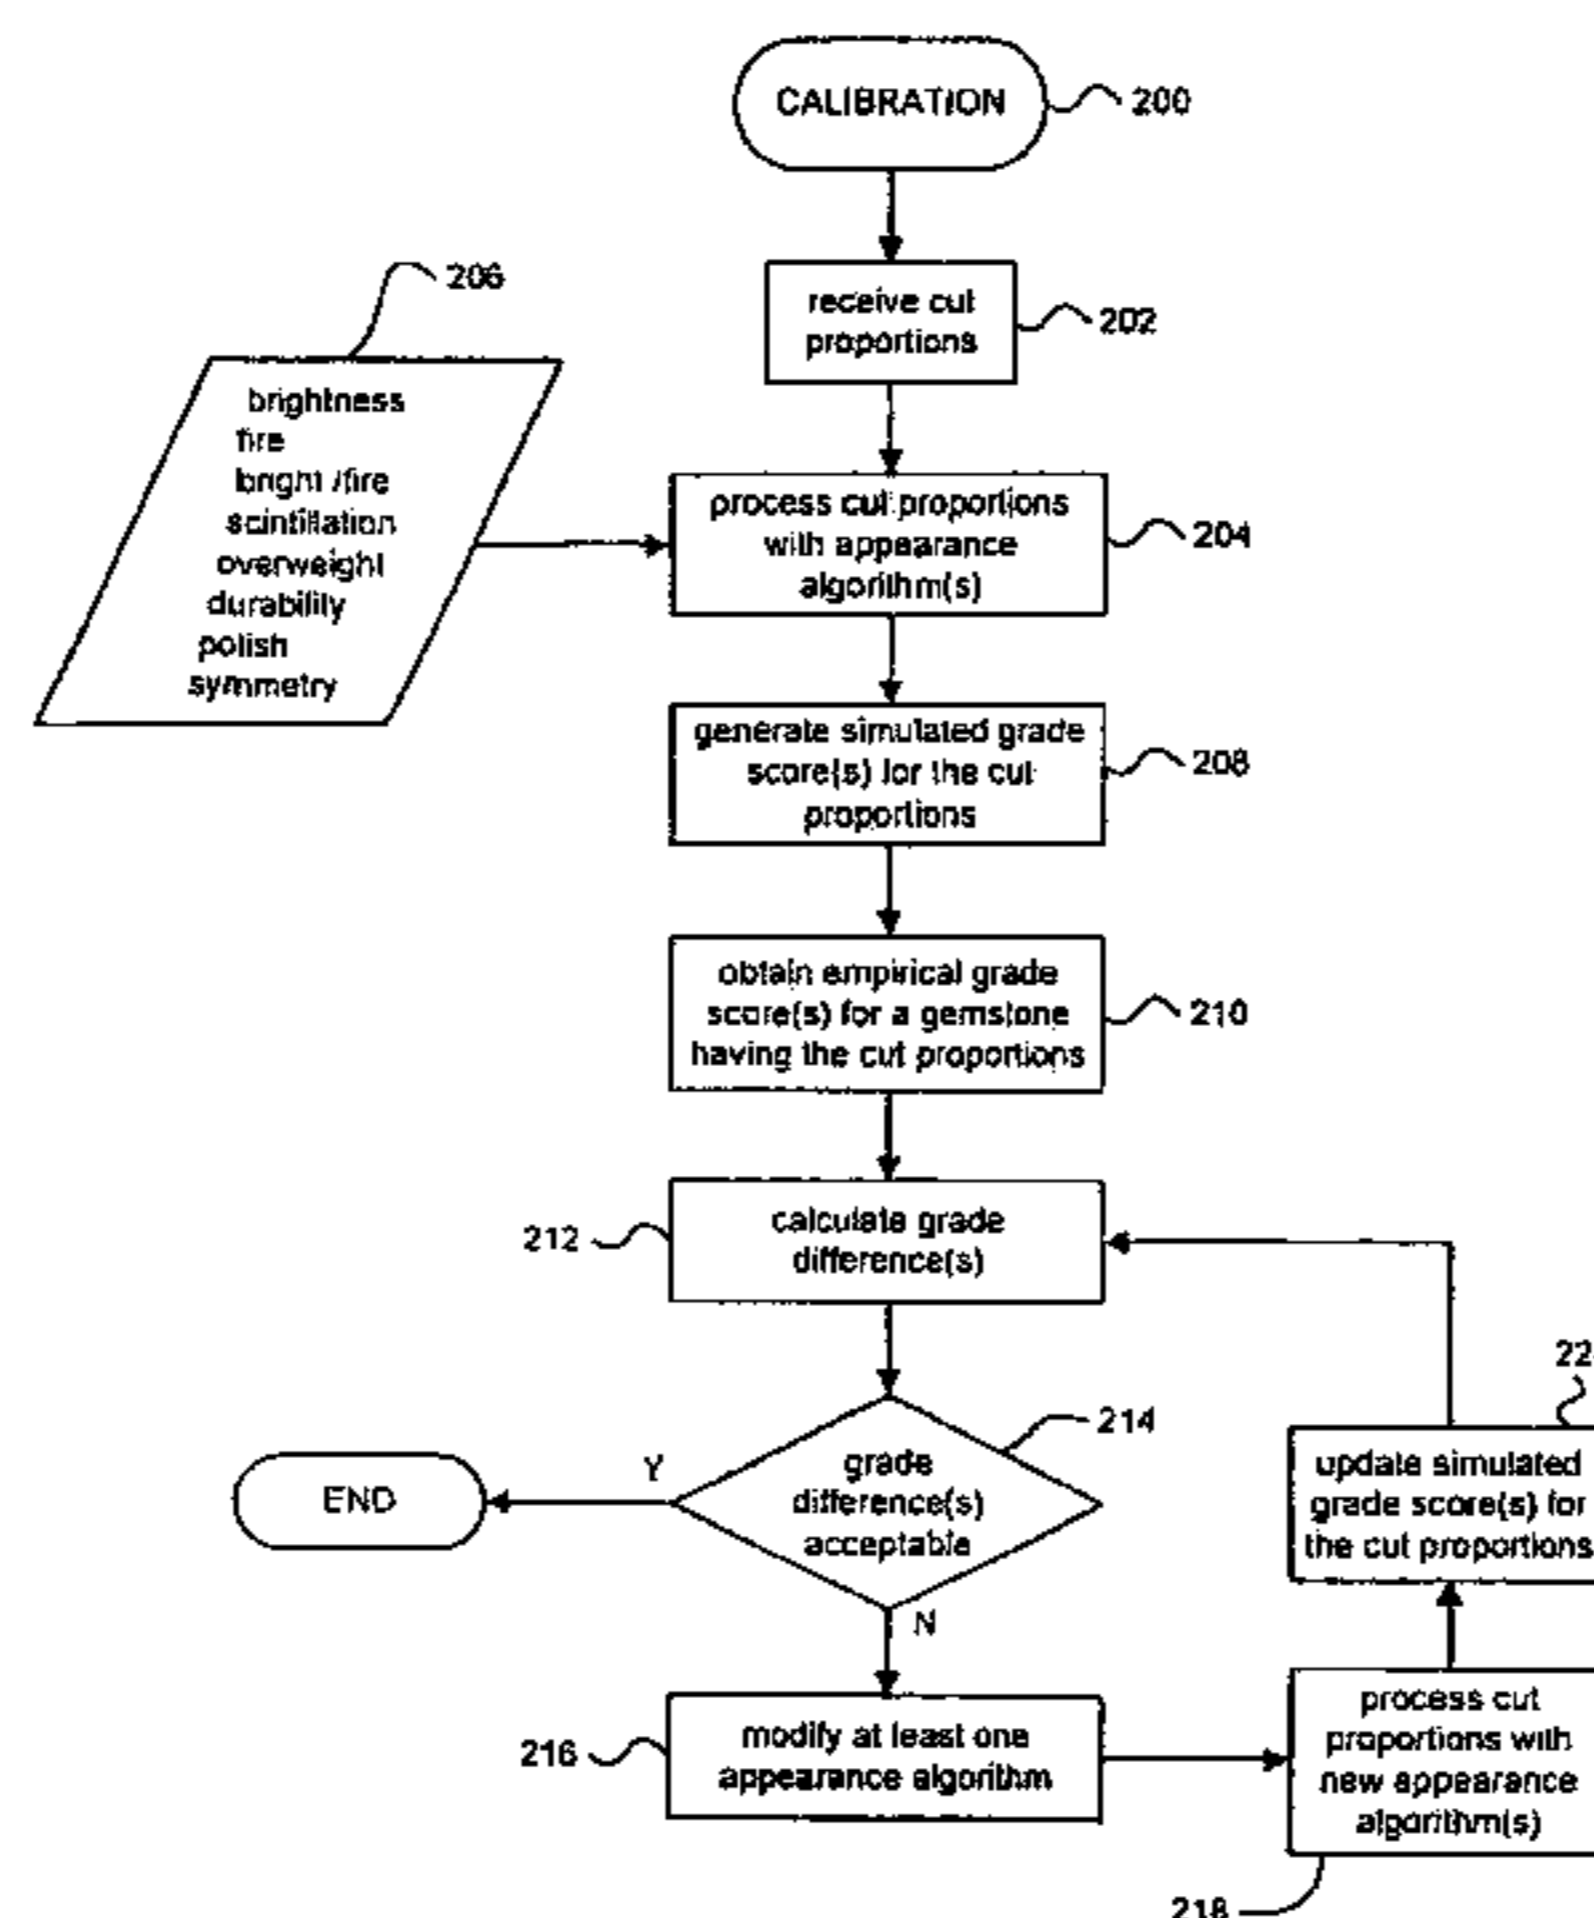 CALIBRATION
200
receive cut
proportions
202
206
brightness
fire
bright /fire
scintillation
overweight
durability
polish
symmetry
process cut proportions
with appearance
algorithm(s)
204
generate simulated grade
score(s) for the cut
proportions
208
obtain empirical grade
score(s) for a gemstone
having the cut proportions
210
calculate grade
difference(s)
212
grade
difference(s)
acceptable
214
Y
END
N
modify at least one
appearance algorithm
216
process cut
proportions with
new appearance
algorithm(s)
218
update simulated
grade score(s) for
the cut proportions